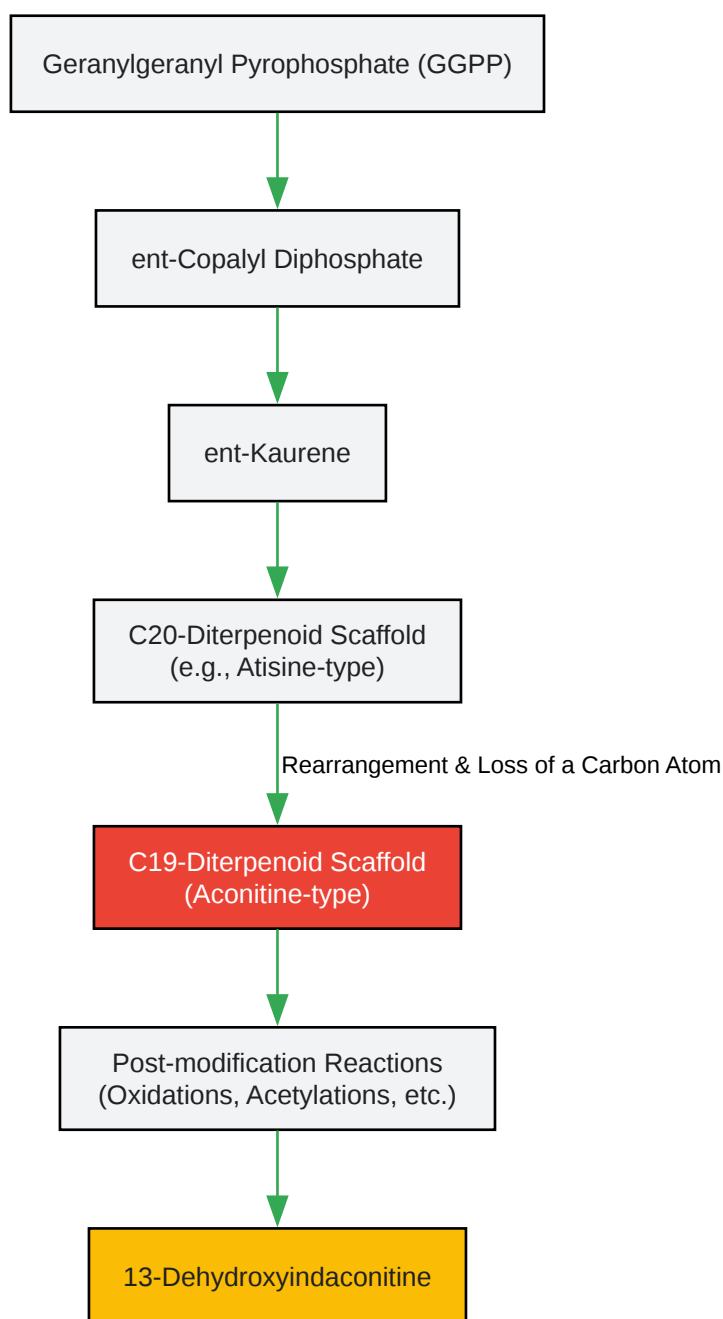 Geranylgeranyl Pyrophosphate (GGPP)
ent-Copalyl Diphosphate
ent-Kaurene
C20-Diterpenoid Scaffold
(e.g., Atisine-type)
Rearrangement & Loss of a Carbon Atom
C19-Diterpenoid Scaffold
(Aconitine-type)
Post-modification Reactions
(Oxidations, Acetylations, etc.)
13-Dehydroxyindaconitine